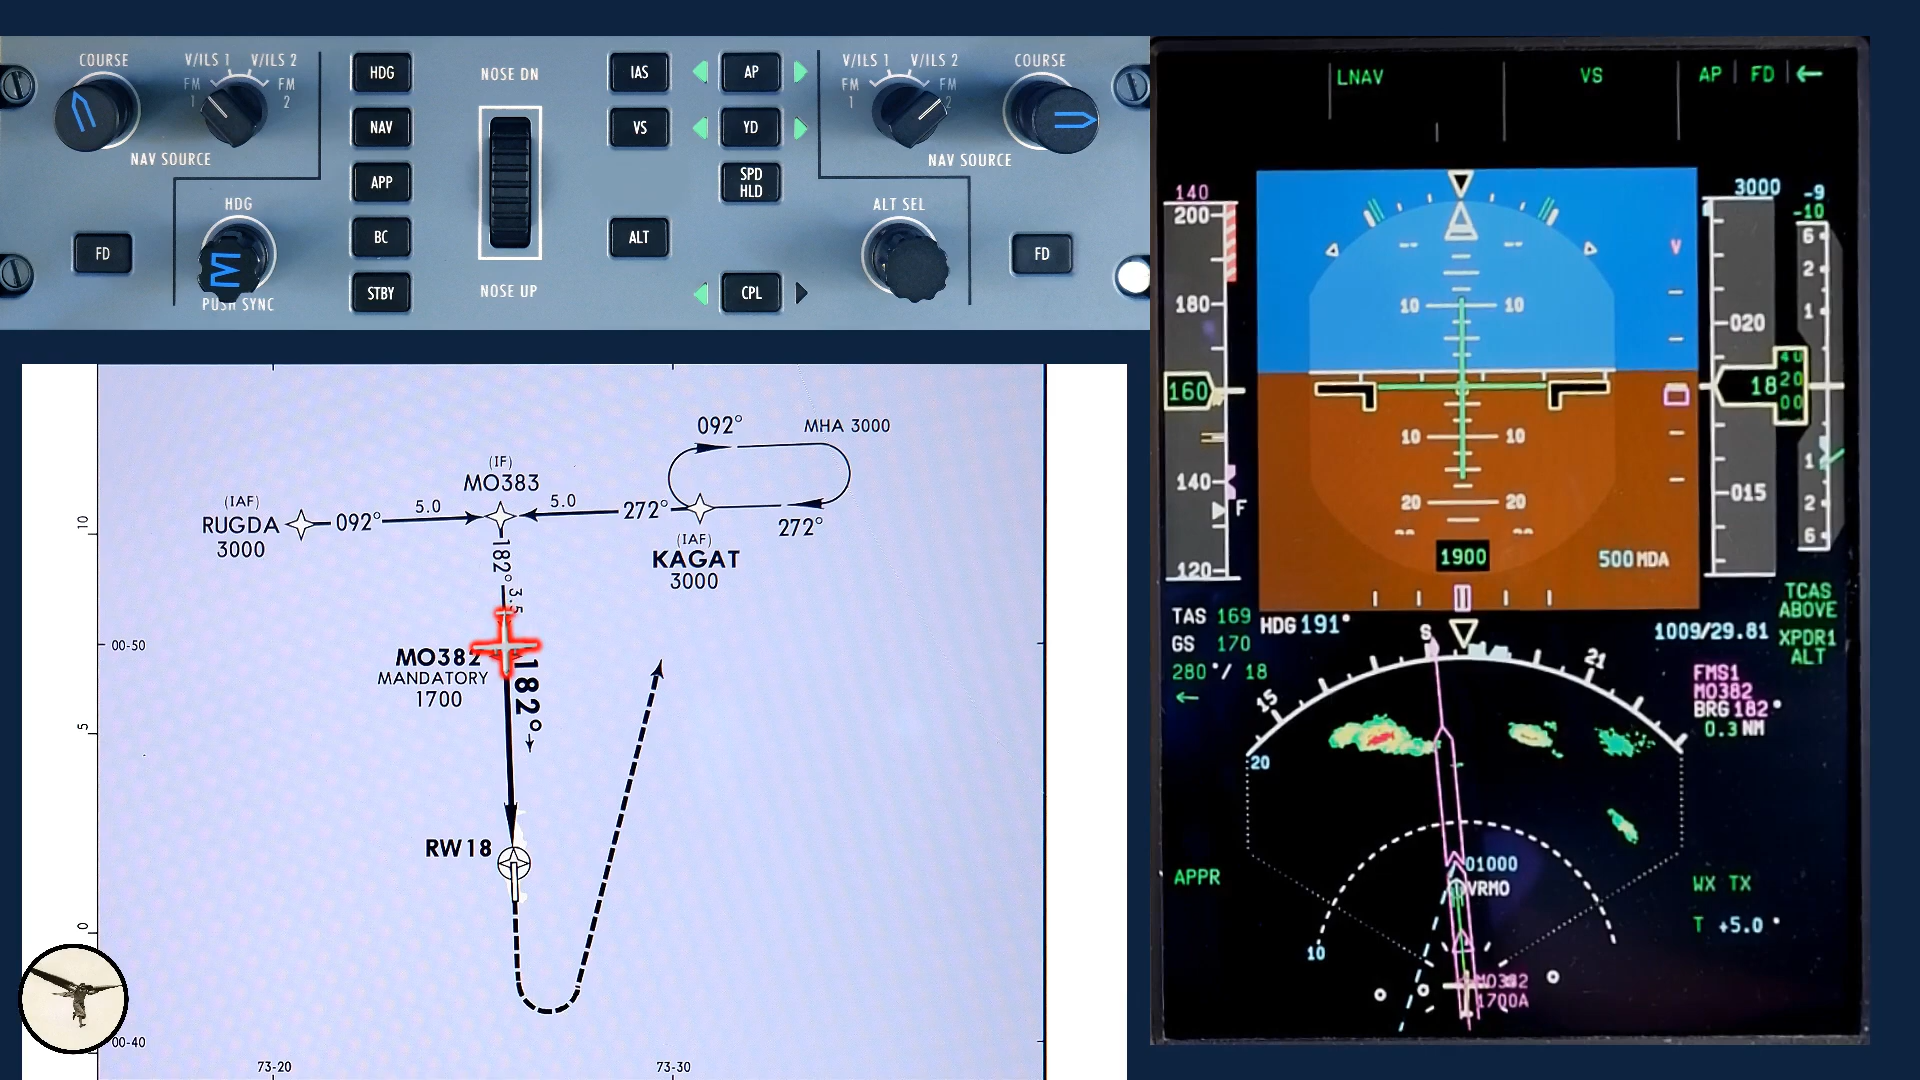 COURSE
V/ILS 1
V/ILS 2
FM
1
FM
2
NAV SOURCE
HDG
PUSH SYNC
FD
HDG
NAV
APP
BC
STBY
NOSE DN
NOSE UP
IAS
VS
ALT
AP
YD
SPD
HLD
CPL
V/ILS 1
V/ILS 2
FM
1
FM
2
COURSE
NAV SOURCE
ALT SEL
FD
092°
MHA 3000
(IF)
MO383
(IAF)
RUGDA
3000
092°
5.0
5.0
272°
272°
(IAF)
KAGAT
3000
182°
3.5
MO382
MANDATORY
1700
182°
RW18
10
00-50
5
0
00-40
73-20
73-30
LNAV
VS
AP
FD
140
200
180
160
140
120
F
10
10
10
10
20
20
1900
500 MDA
3000
-9
-10
V
020
18
40
20
00
015
6
2
1
1
2
6
TAS 169
GS 170
280°/ 18
HDG 191°
1009/29.81
TCAS
ABOVE
XPDR1
ALT
S
21
15
FMS1
MO382
BRG 182°
0.3 NM
20
01000
VRMO
APPR
10
WX TX
T +5.0 °
MO382
1700A